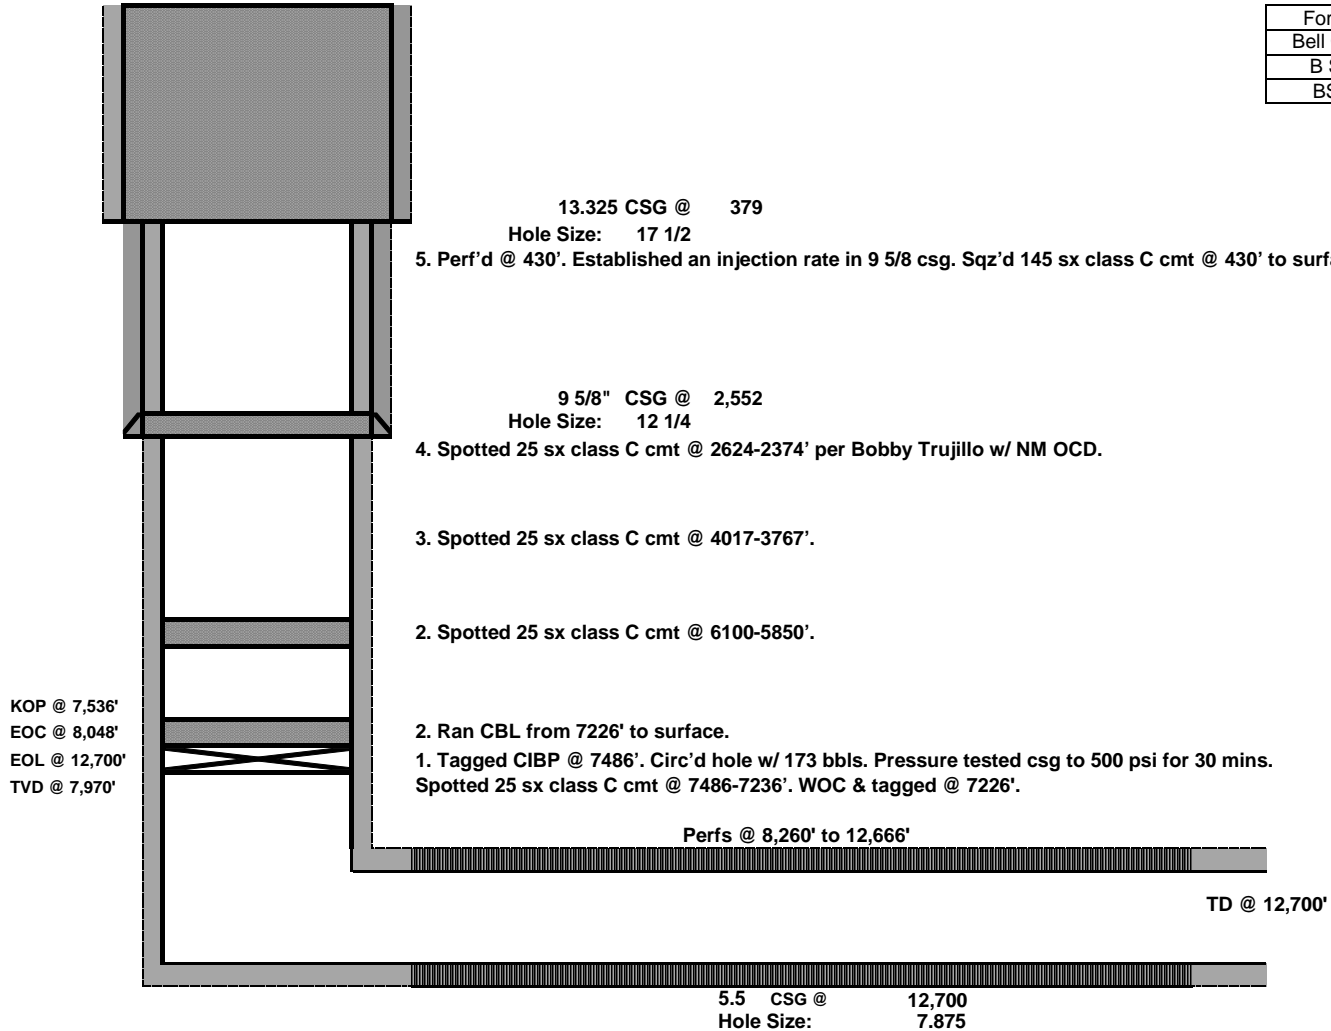 For
Bell
B S
BS
13.325 CSG @ 379
Hole Size: 17 1/2
5. Perf’d @ 430’. Established an injection rate in 9 5/8 csg. Sqz’d 145 sx class C cmt @ 430’ to surfa
9 5/8" CSG @ 2,552
Hole Size: 12 1/4
4. Spotted 25 sx class C cmt @ 2624-2374’ per Bobby Trujillo w/ NM OCD.
3. Spotted 25 sx class C cmt @ 4017-3767’.
2. Spotted 25 sx class C cmt @ 6100-5850’.
KOP @ 7,536'
EOC @ 8,048'
EOL @ 12,700'
TVD @ 7,970'
2. Ran CBL from 7226' to surface.
1. Tagged CIBP @ 7486’. Circ’d hole w/ 173 bbls. Pressure tested csg to 500 psi for 30 mins.
Spotted 25 sx class C cmt @ 7486-7236’. WOC & tagged @ 7226’.
Perfs @ 8,260' to 12,666'
TD @ 12,700'
5.5 CSG @ 12,700
Hole Size: 7.875